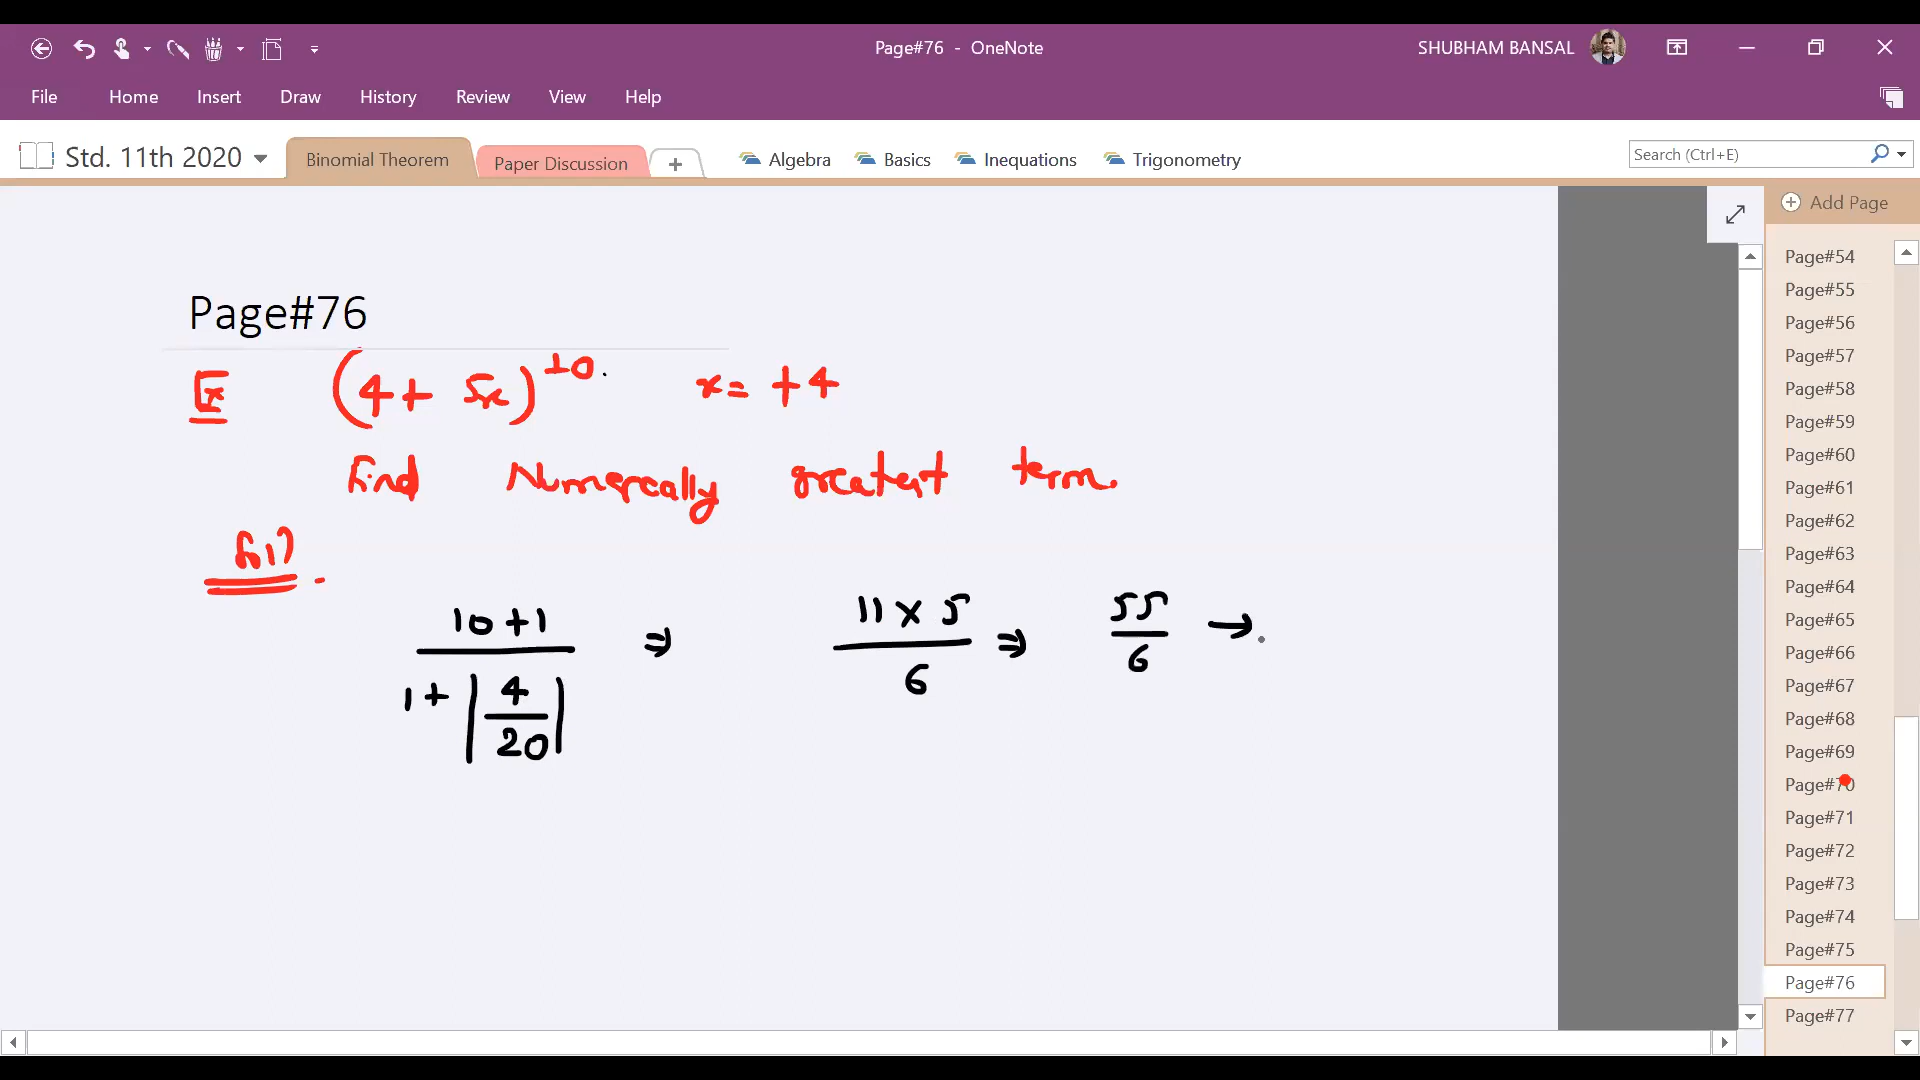 Page#76 - OneNote
SHUBHAM BANSAL
File Home Insert Draw History Review View Help
Std. 11th 2020 Binomial Theorem Paper Discussion + Algebra Basics Inequations Trigonometry
Search (Ctrl+E)
Add Page
Page#76
Ex (4 + 5x)^10. x = +4
Find Numerically greatest term.
10 + 1 / 1 + |4/20| ⇒ 11 x 5 / 6 ⇒ 55 / 6 →
Page#54
Page#55
Page#56
Page#57
Page#58
Page#59
Page#60
Page#61
Page#62
Page#63
Page#64
Page#65
Page#66
Page#67
Page#68
Page#69
Page#70
Page#71
Page#72
Page#73
Page#74
Page#75
Page#76
Page#77